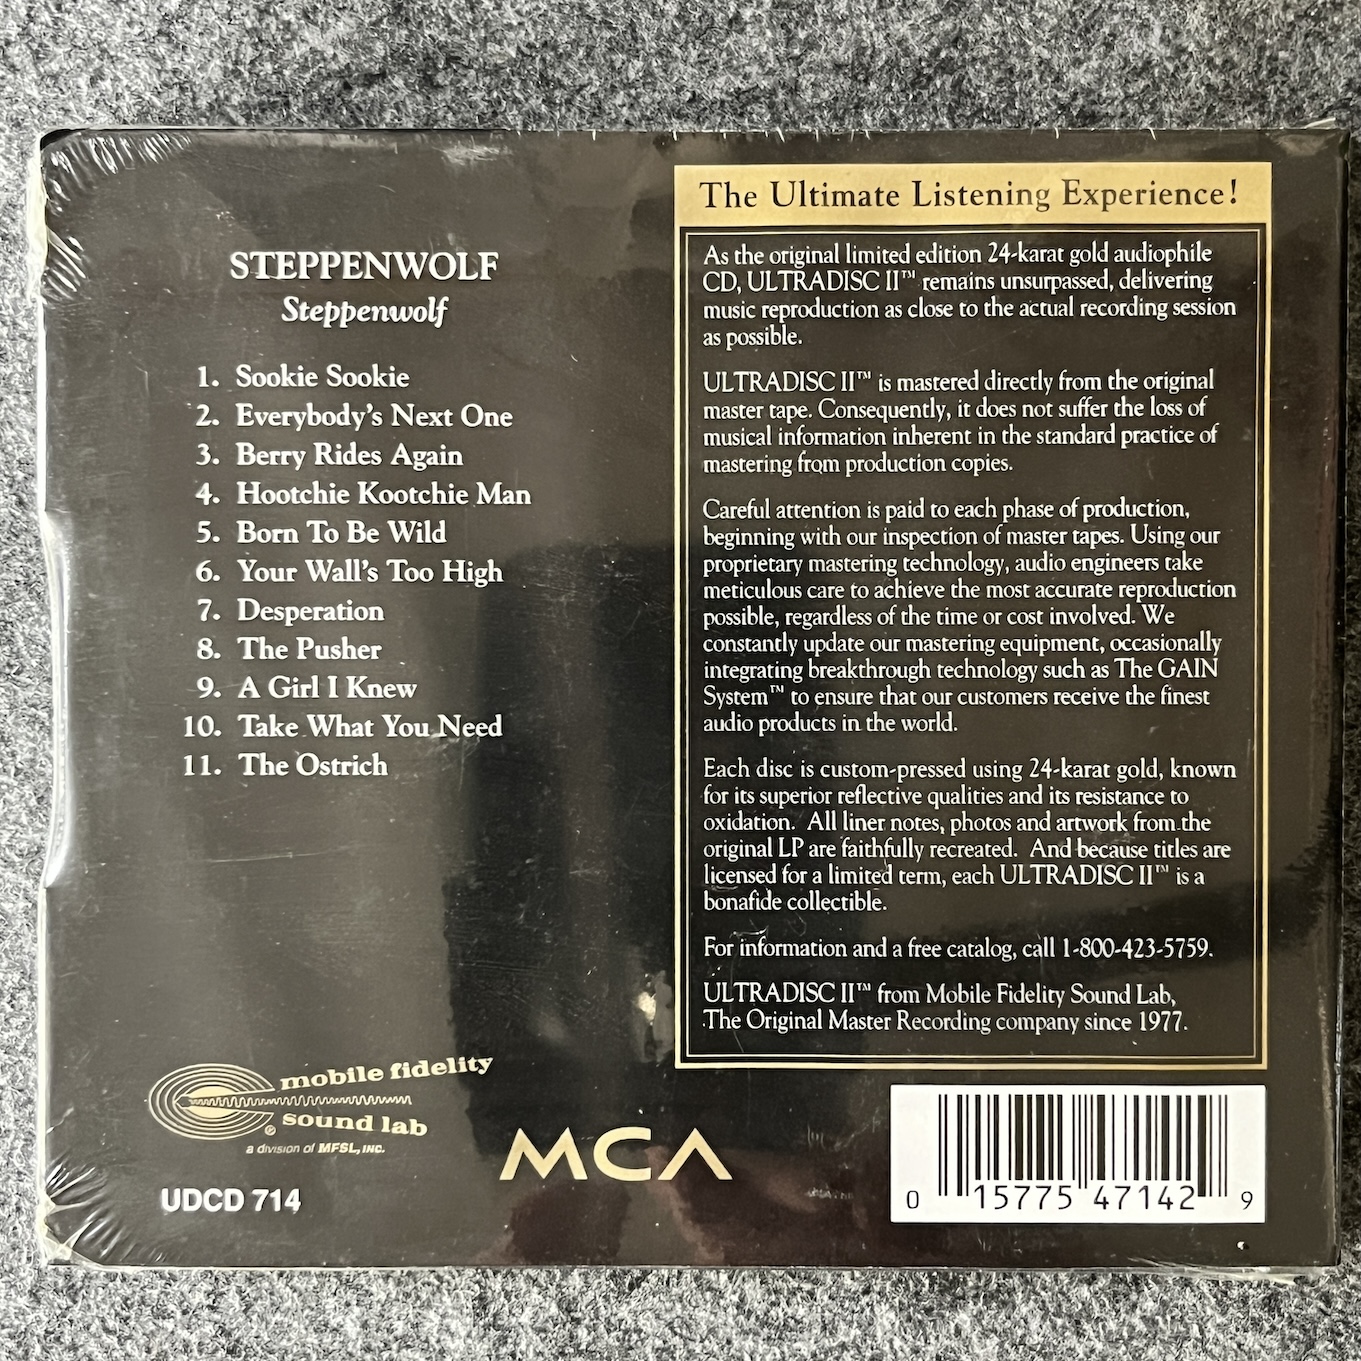 STEPPENWOLF
Steppenwolf
1. Sookie Sookie
2. Everybody's Next One
3. Berry Rides Again
4. Hootchie Kootchie Man
5. Born To Be Wild
6. Your Wall's Too High
7. Desperation
8. The Pusher
9. A Girl I Knew
10. Take What You Need
11. The Ostrich
mobile fidelity
sound lab
®
a division of MFSL, INC.
UDCD 714
MCA
The Ultimate Listening Experience!
As the original limited edition 24-karat gold audiophile
CD, ULTRADISC II™ remains unsurpassed, delivering
music reproduction as close to the actual recording session
as possible.
ULTRADISC II™ is mastered directly from the original
master tape. Consequently, it does not suffer the loss of
musical information inherent in the standard practice of
mastering from production copies.
Careful attention is paid to each phase of production,
beginning with our inspection of master tapes. Using our
proprietary mastering technology, audio engineers take
meticulous care to achieve the most accurate reproduction
possible, regardless of the time or cost involved. We
constantly update our mastering equipment, occasionally
integrating breakthrough technology such as The GAIN
System™ to ensure that our customers receive the finest
audio products in the world.
Each disc is custom-pressed using 24-karat gold, known
for its superior reflective qualities and its resistance to
oxidation. All liner notes, photos and artwork from the
original LP are faithfully recreated. And because titles are
licensed for a limited term, each ULTRADISC II™ is a
bonafide collectible.
For information and a free catalog, call 1-800-423-5759.
ULTRADISC II™ from Mobile Fidelity Sound Lab,
The Original Master Recording company since 1977.
0 15775 47142 9